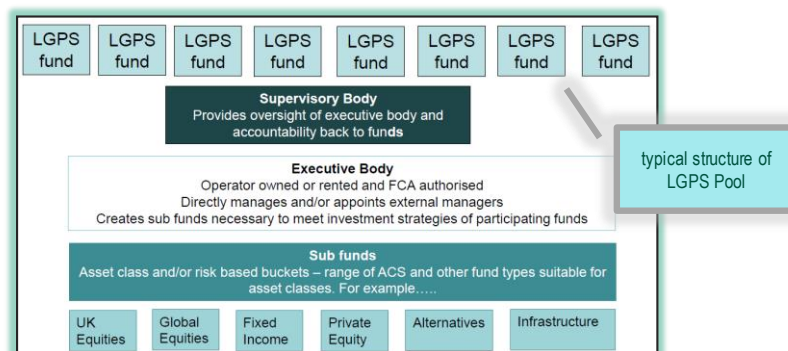 LGPS fund
LGPS fund
LGPS fund
LGPS fund
LGPS fund
LGPS fund
LGPS fund
LGPS fund
Supervisory Body
Provides oversight of executive body and
accountability back to funds
typical structure of
LGPS Pool
Executive Body
Operator owned or rented and FCA authorised
Directly manages and/or appoints external managers
Creates sub funds necessary to meet investment strategies of participating funds
Sub funds
Asset class and/or risk based buckets – range of ACS and other fund types suitable for
asset classes. For example…..
UK
Equities
Global
Equities
Fixed
Income
Private
Equity
Alternatives
Infrastructure